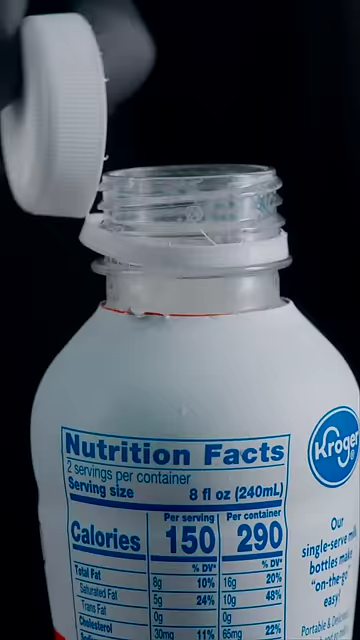 Nutrition Facts
2 servings per container
Serving size 8 fl oz (240mL)
Per serving Per container
Calories 150 290
% DV* % DV*
Total Fat 8g 10% 16g 20%
Saturated Fat 5g 24% 10g 48%
Trans Fat 0g 0g
Cholesterol 30mg 11% 65mg 22%
Kroger
Our
single-serve
bottles
"on-the-go
easy!
Portable &